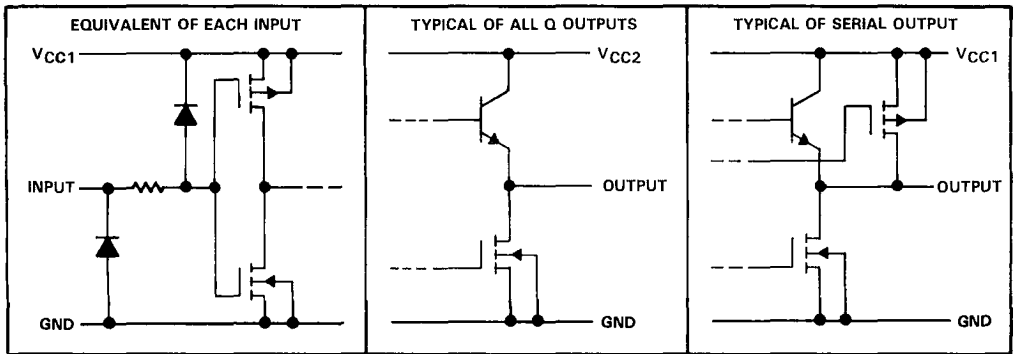 EQUIVALENT OF EACH INPUT
VCC1
INPUT
GND
TYPICAL OF ALL Q OUTPUTS
VCC2
OUTPUT
GND
TYPICAL OF SERIAL OUTPUT
VCC1
OUTPUT
GND